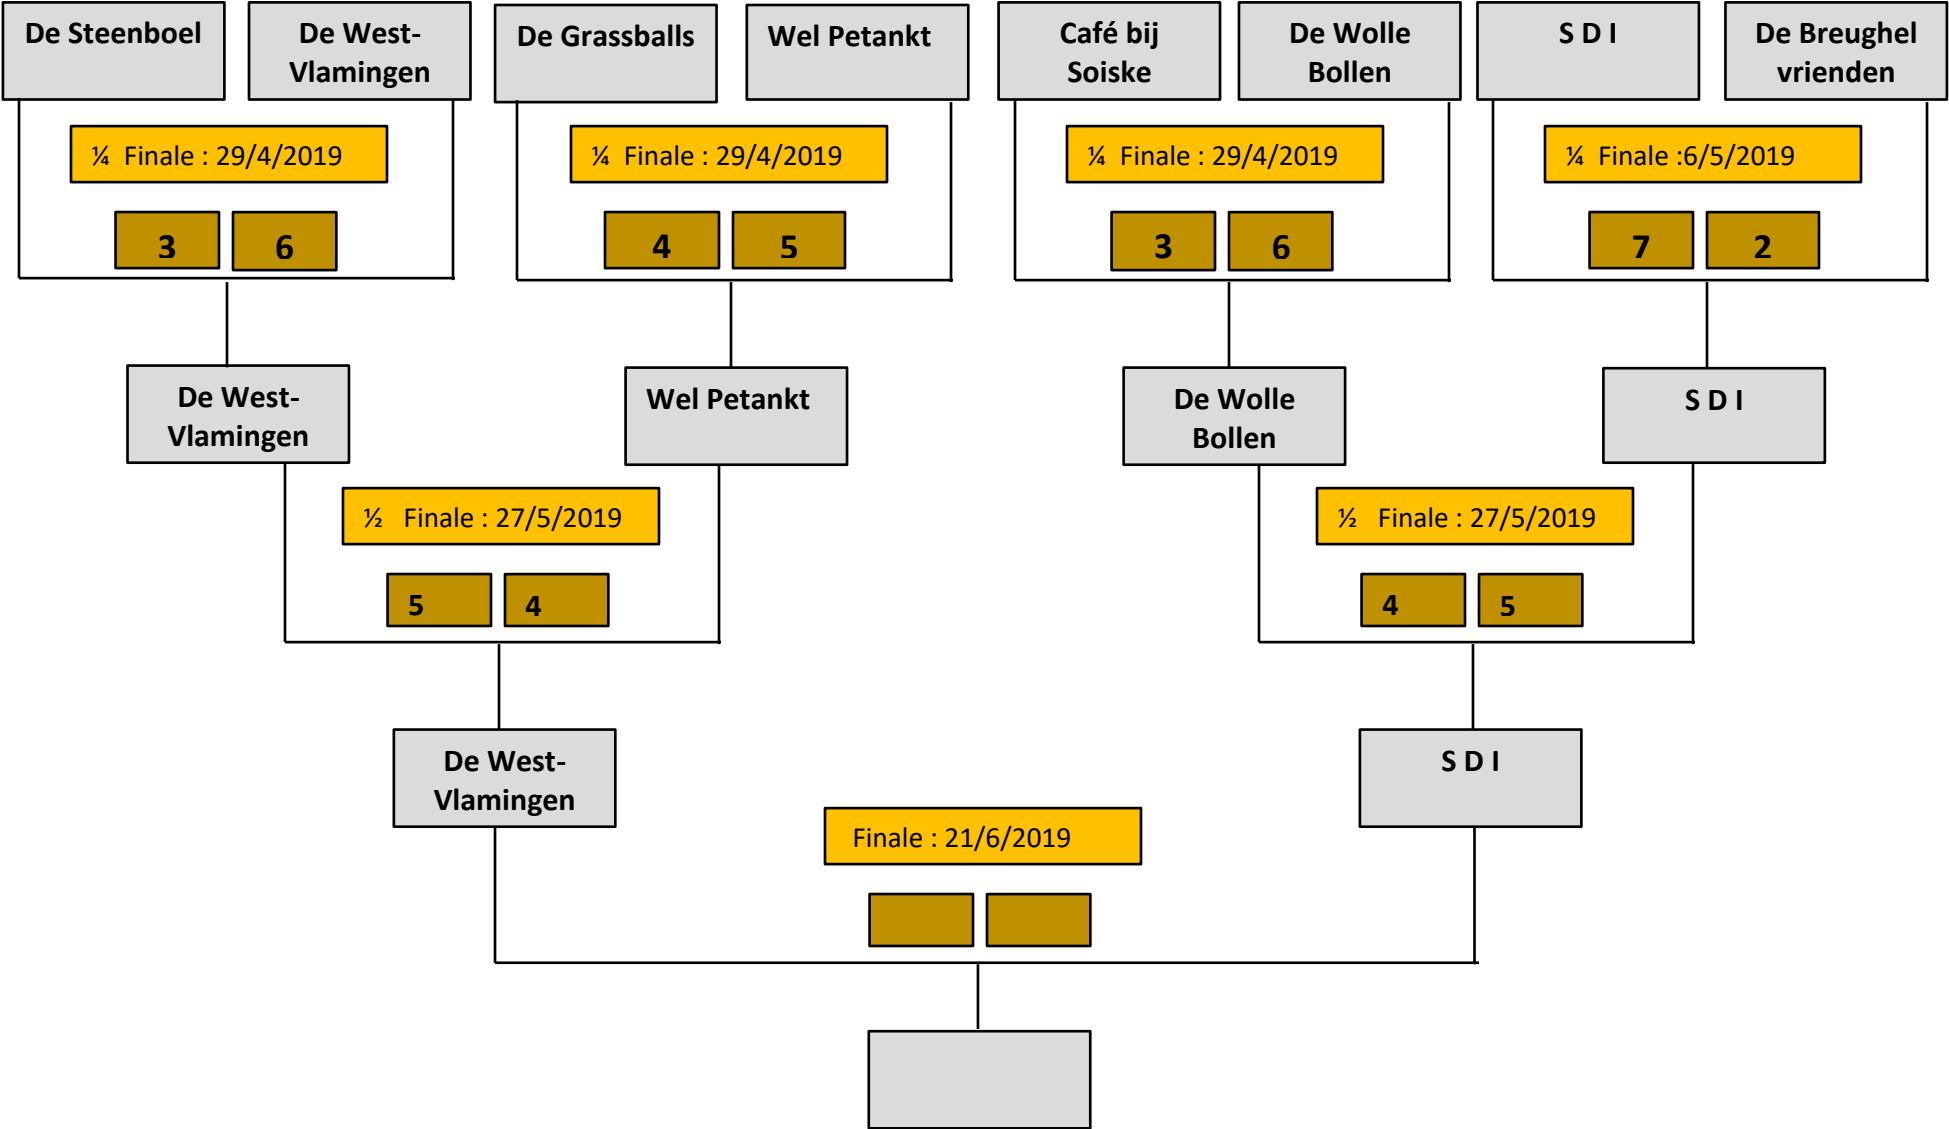 De Steenboel
De West-
Vlamingen
De Grassballs
Wel Petankt
Café bij
Soiske
De Wolle
Bollen
S D I
De Breughel
vrienden
¼ Finale : 29/4/2019
¼ Finale : 29/4/2019
¼ Finale : 29/4/2019
¼ Finale :6/5/2019
3 6
4 5
3 6
7 2
De West-
Vlamingen
Wel Petankt
De Wolle
Bollen
S D I
½ Finale : 27/5/2019
½ Finale : 27/5/2019
5 4
4 5
De West-
Vlamingen
S D I
Finale : 21/6/2019